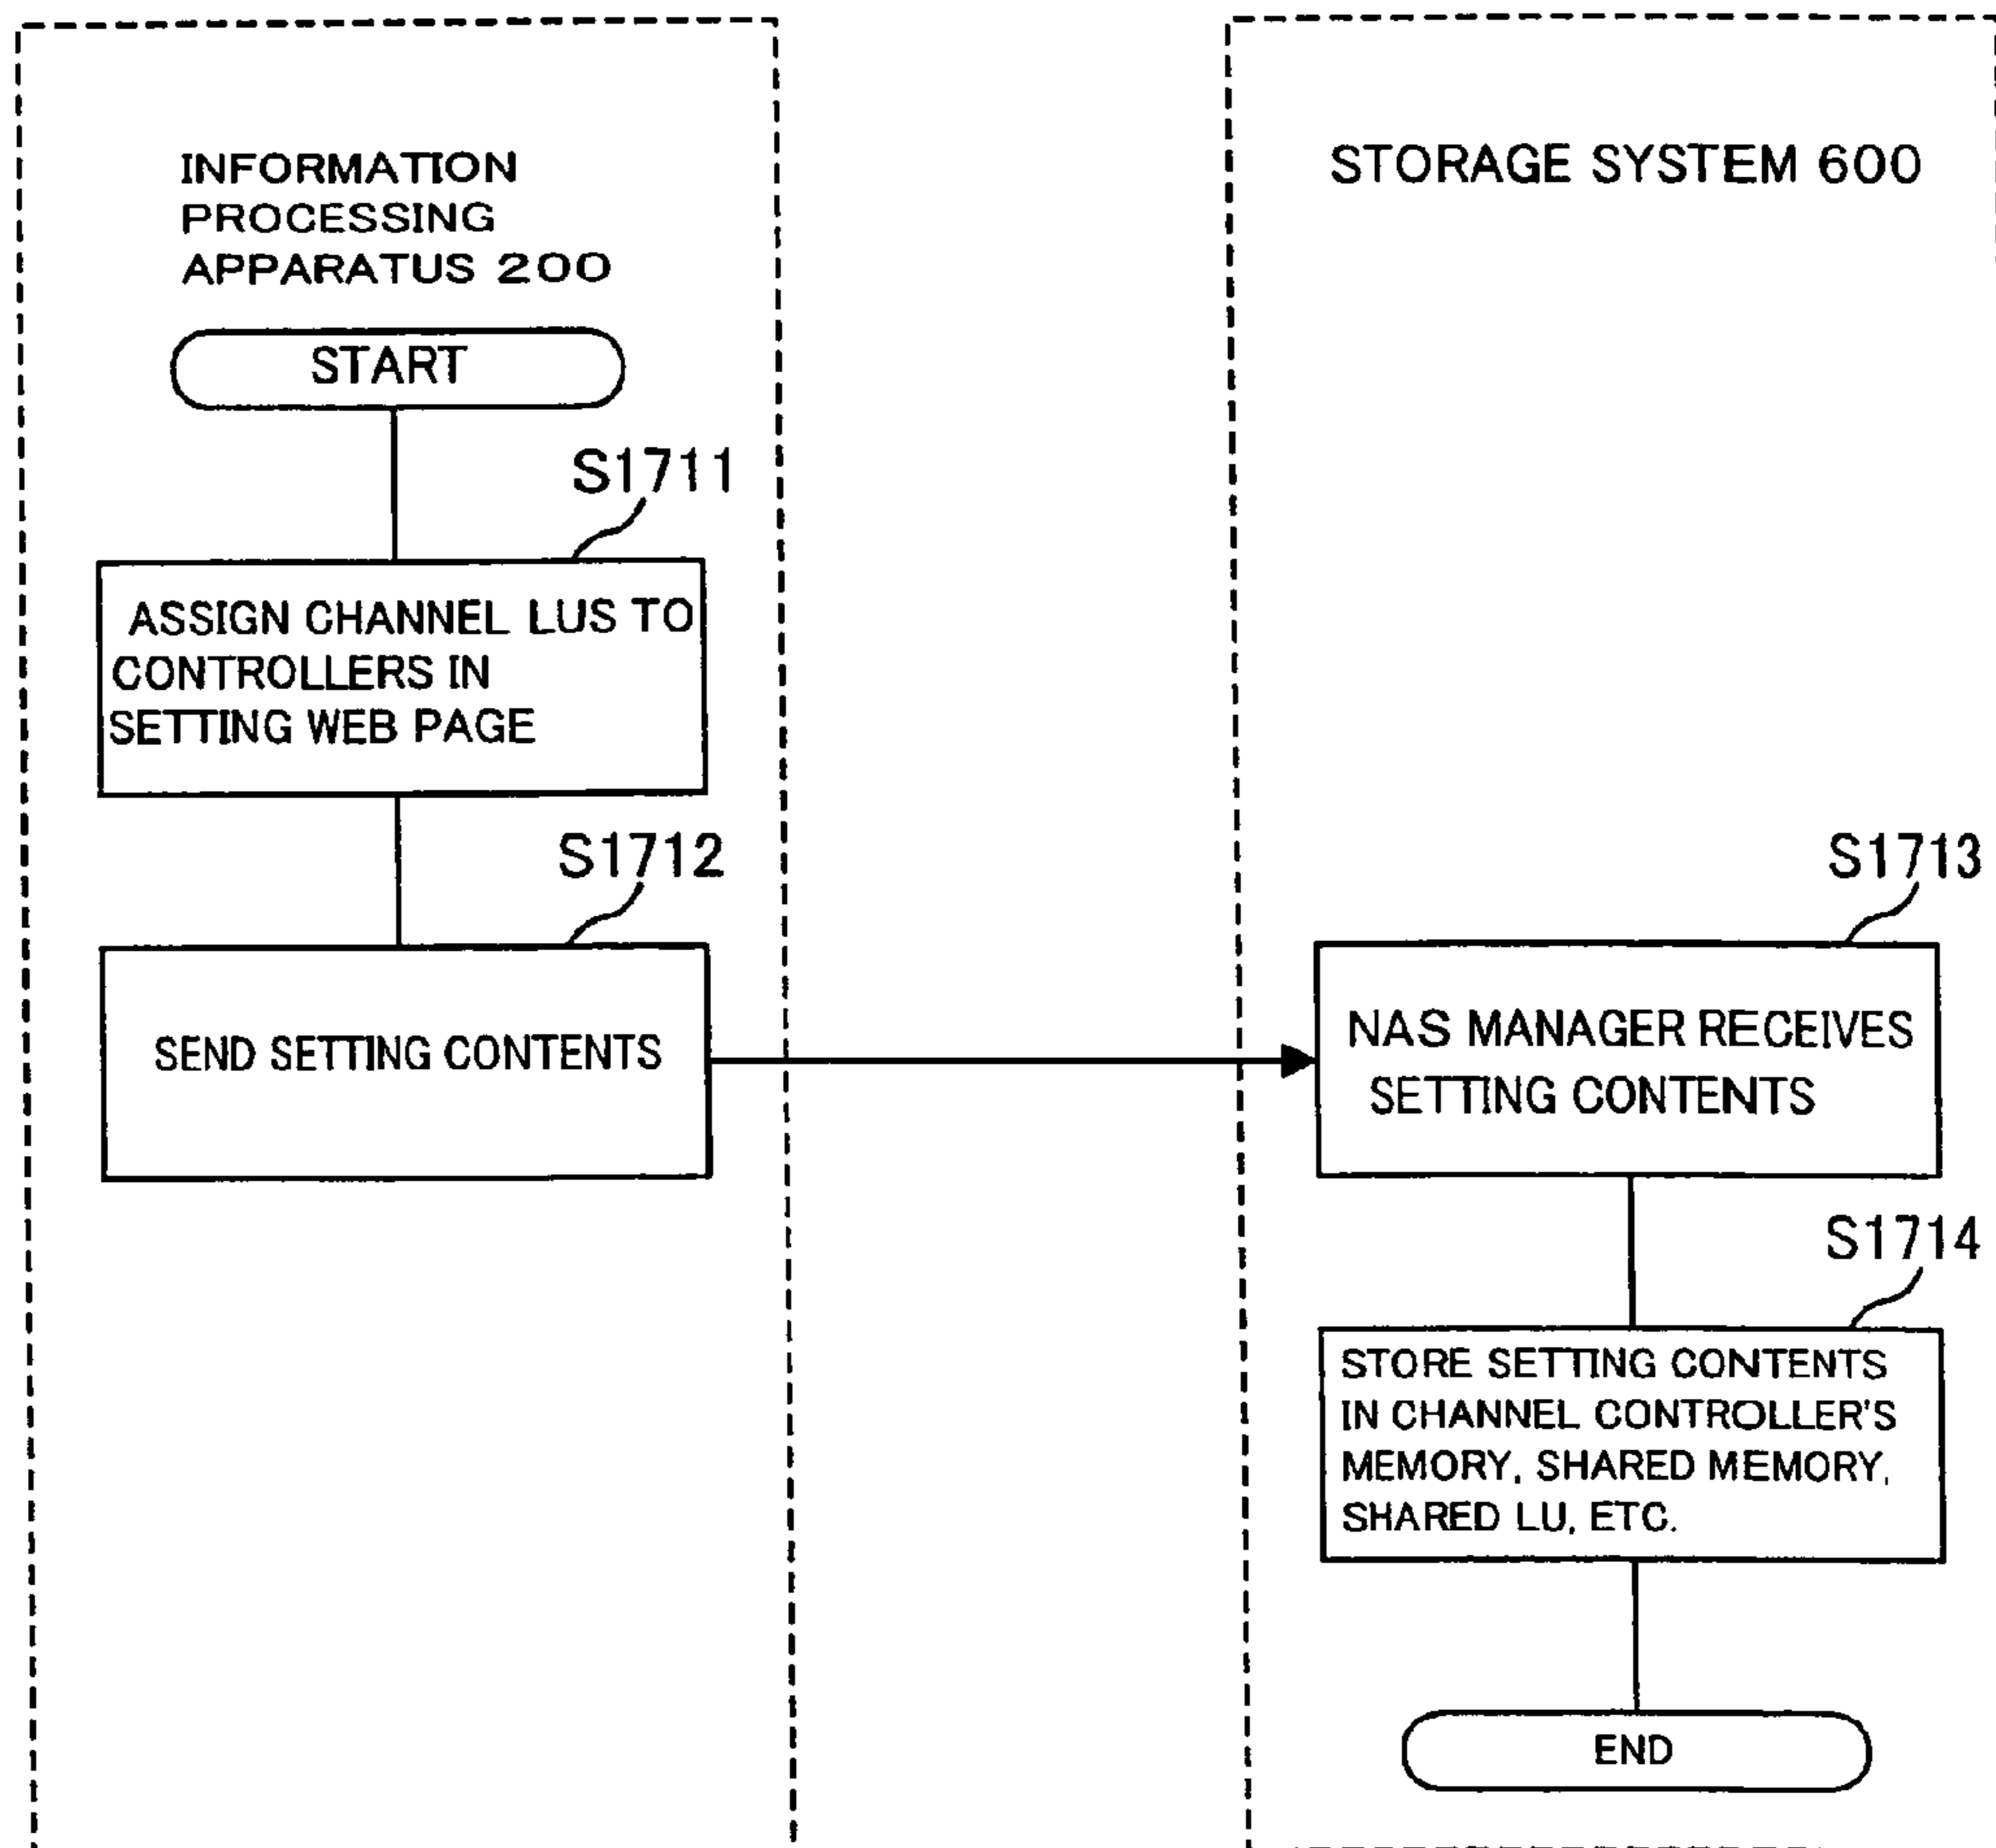 INFORMATION
PROCESSING
APPARATUS 200
START
S1711
ASSIGN CHANNEL LUS TO
CONTROLLERS IN
SETTING WEB PAGE
S1712
SEND SETTING CONTENTS
STORAGE SYSTEM 600
S1713
NAS MANAGER RECEIVES
SETTING CONTENTS
S1714
STORE SETTING CONTENTS
IN CHANNEL CONTROLLER'S
MEMORY, SHARED MEMORY,
SHARED LU, ETC.
END